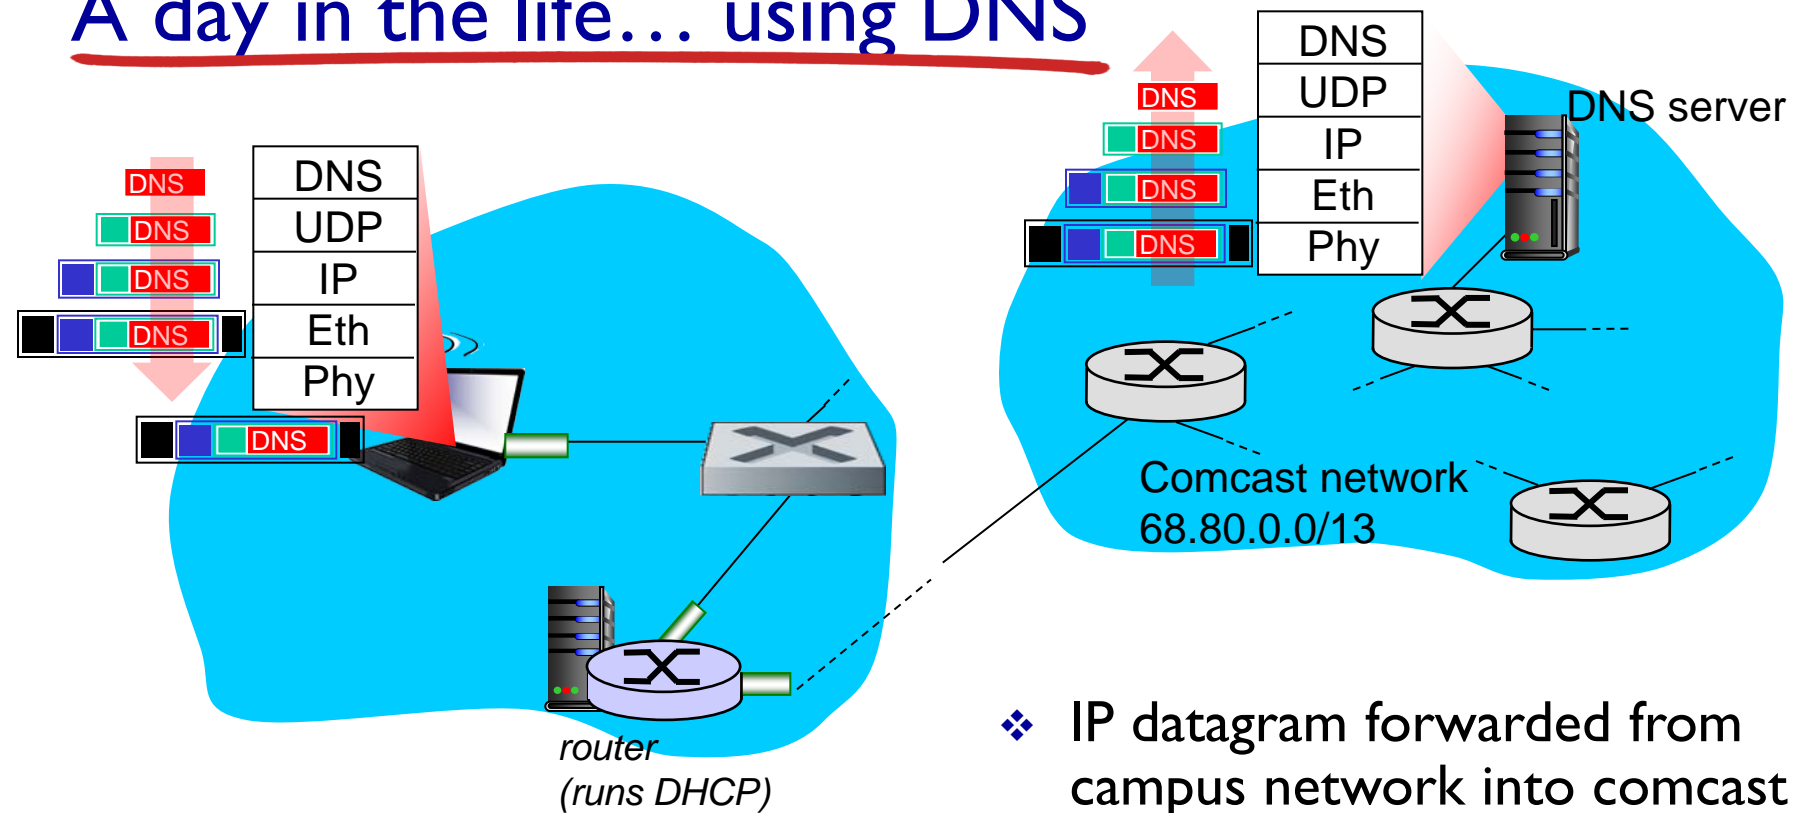 A day in the life… using DNS
DNS
UDP
IP
Eth
Phy
DNS
DNS
DNS
DNS
DNS
DNS server
DNS
UDP
IP
Eth
Phy
DNS
DNS
DNS
DNS
Comcast network
68.80.0.0/13
router
(runs DHCP)
❖ IP datagram forwarded from
campus network into comcast